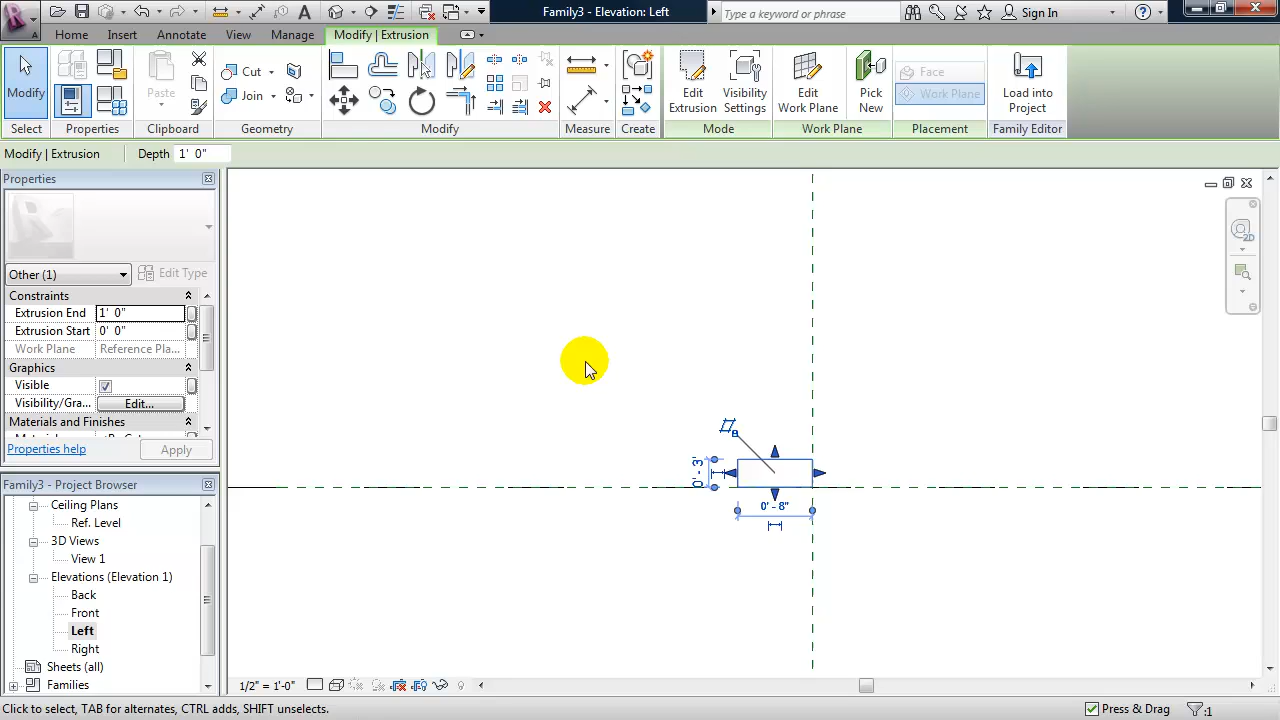 Family3 - Elevation: Left
Type a keyword or phrase
Sign In
Home Insert Annotate View Manage Modify | Extrusion
Modify
Paste
Cut
Join
Edit Extrusion
Visibility Settings
Edit Work Plane
Pick New
Face
Work Plane
Load into Project
Select Properties Clipboard Geometry Modify Measure Create Mode Work Plane Placement Family Editor
Modify | Extrusion Depth 1' 0"
Properties
Other (1) Edit Type
Constraints
Extrusion End 1' 0"
Extrusion Start 0' 0"
Work Plane Reference Pla...
Graphics
Visible
Visibility/Gra... Edit...
Materials and Finishes
Properties help Apply
Family3 - Project Browser
Ceiling Plans
Ref. Level
3D Views
View 1
Elevations (Elevation 1)
Back
Front
Left
Right
Sheets (all)
Families
0' - 3"
0' - 8"
2D
1/2" = 1'-0"
Click to select, TAB for alternates, CTRL adds, SHIFT unselects. Press & Drag :1